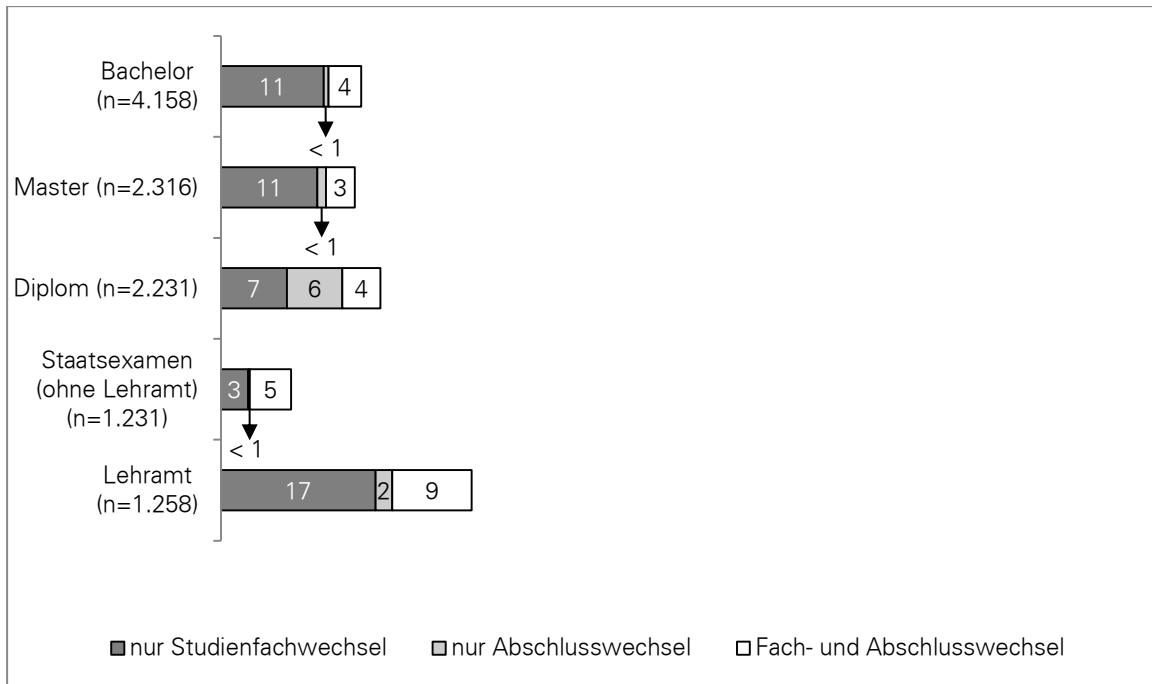 Bachelor
(n=4.158)
11
4
< 1
Master (n=2.316)
11
3
< 1
Diplom (n=2.231)
7
6
4
Staatsexamen
(ohne Lehramt)
(n=1.231)
3
5
< 1
Lehramt
(n=1.258)
17
2
9
nur Studienfachwechsel
nur Abschlusswechsel
Fach- und Abschlusswechsel